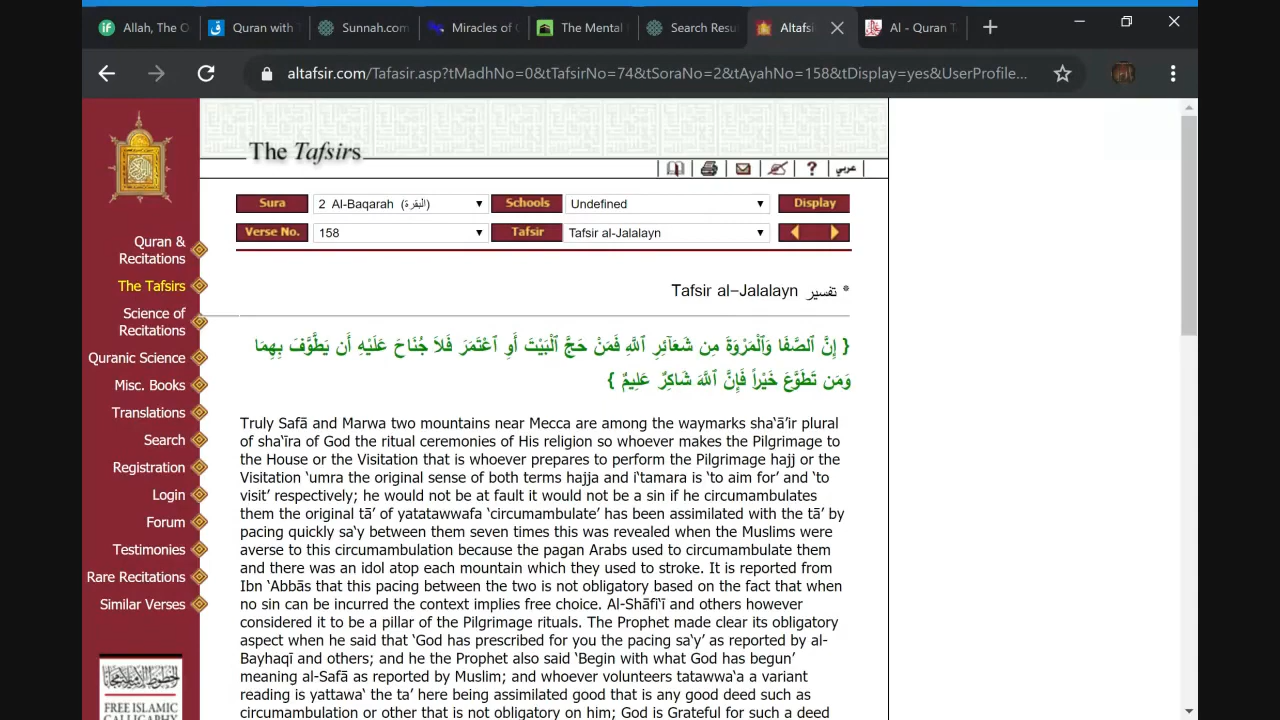 Allah, The O
Quran with T
Sunnah.com
Miracles of
The Mental
Search Resu
Altafsi
Al - Quran T
altafsir.com/Tafasir.asp?tMadhNo=0&tTafsirNo=74&tSoraNo=2&tAyahNo=158&tDisplay=yes&UserProfile...
The Tafsirs
عربي
Sura
2 Al-Baqarah (البقرة)
Schools
Undefined
Display
Verse No.
158
Tafsir
Tafsir al-Jalalayn
Quran &
Recitations
The Tafsirs
Science of
Recitations
Quranic Science
Misc. Books
Translations
Search
Registration
Login
Forum
Testimonies
Rare Recitations
Similar Verses
FREE ISLAMIC
CALLIGRAPHY
* تفسير Tafsir al-Jalalayn
{ إِنَّ ٱلصَّفَا وَٱلْمَرْوَةَ مِن شَعَآئِرِ ٱللَّهِ فَمَنْ حَجَّ ٱلْبَيْتَ أَوِ ٱعْتَمَرَ فَلاَ جُنَاحَ عَلَيْهِ أَن يَطَّوَّفَ بِهِمَا
وَمَن تَطَوَّعَ خَيْراً فَإِنَّ ٱللَّهَ شَاكِرٌ عَلِيمٌ }
Truly Safā and Marwa two mountains near Mecca are among the waymarks sha‘ā’ir plural
of sha‘īra of God the ritual ceremonies of His religion so whoever makes the Pilgrimage to
the House or the Visitation that is whoever prepares to perform the Pilgrimage hajj or the
Visitation ‘umra the original sense of both terms hajja and i‘tamara is ‘to aim for’ and ‘to
visit’ respectively; he would not be at fault it would not be a sin if he circumambulates
them the original tā’ of yatatawwafa ‘circumambulate’ has been assimilated with the tā’ by
pacing quickly sa‘y between them seven times this was revealed when the Muslims were
averse to this circumambulation because the pagan Arabs used to circumambulate them
and there was an idol atop each mountain which they used to stroke. It is reported from
Ibn ‘Abbās that this pacing between the two is not obligatory based on the fact that when
no sin can be incurred the context implies free choice. Al-Shāfi‘ī and others however
considered it to be a pillar of the Pilgrimage rituals. The Prophet made clear its obligatory
aspect when he said that ‘God has prescribed for you the pacing sa‘y’ as reported by al-
Bayhaqī and others; and he the Prophet also said ‘Begin with what God has begun’
meaning al-Safā as reported by Muslim; and whoever volunteers tatawwa‘a a variant
reading is yattawa‘ the ta’ here being assimilated good that is any good deed such as
circumambulation or other that is not obligatory on him; God is Grateful for such a deed